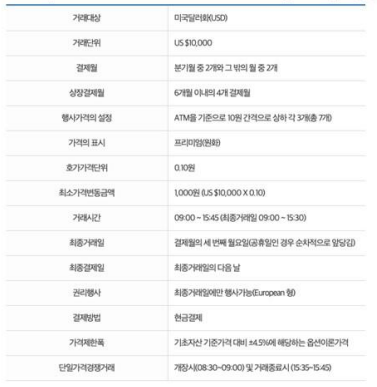 거래대상 미국달러화(USD)
거래단위 US $10,000
결제월 분기월 중 2개와 그 밖의 월 중 2개
상장결제월 6개월 이내의 4개 결제월
행사가격의 설정 ATM을 기준으로 10원 간격으로 상하 각 3개(총 7개)
가격의 표시 프리미엄(원화)
호가가격단위 0.10원
최소가격변동금액 1,000원 (US $10,000 X 0.10)
거래시간 09:00 ~ 15:45 (최종거래일 09:00 ~ 15:30)
최종거래일 결제월의 세 번째 월요일(공휴일인 경우 순차적으로 앞당김)
최종결제일 최종거래일의 다음 날
권리행사 최종거래일에만 행사가능(European 형)
결제방법 현금결제
가격제한폭 기초자산 기준가격 대비 ±4.5%에 해당하는 옵션이론가격
단일가격경쟁거래 개장시(08:30~09:00) 및 거래종료시 (15:35~15:45)